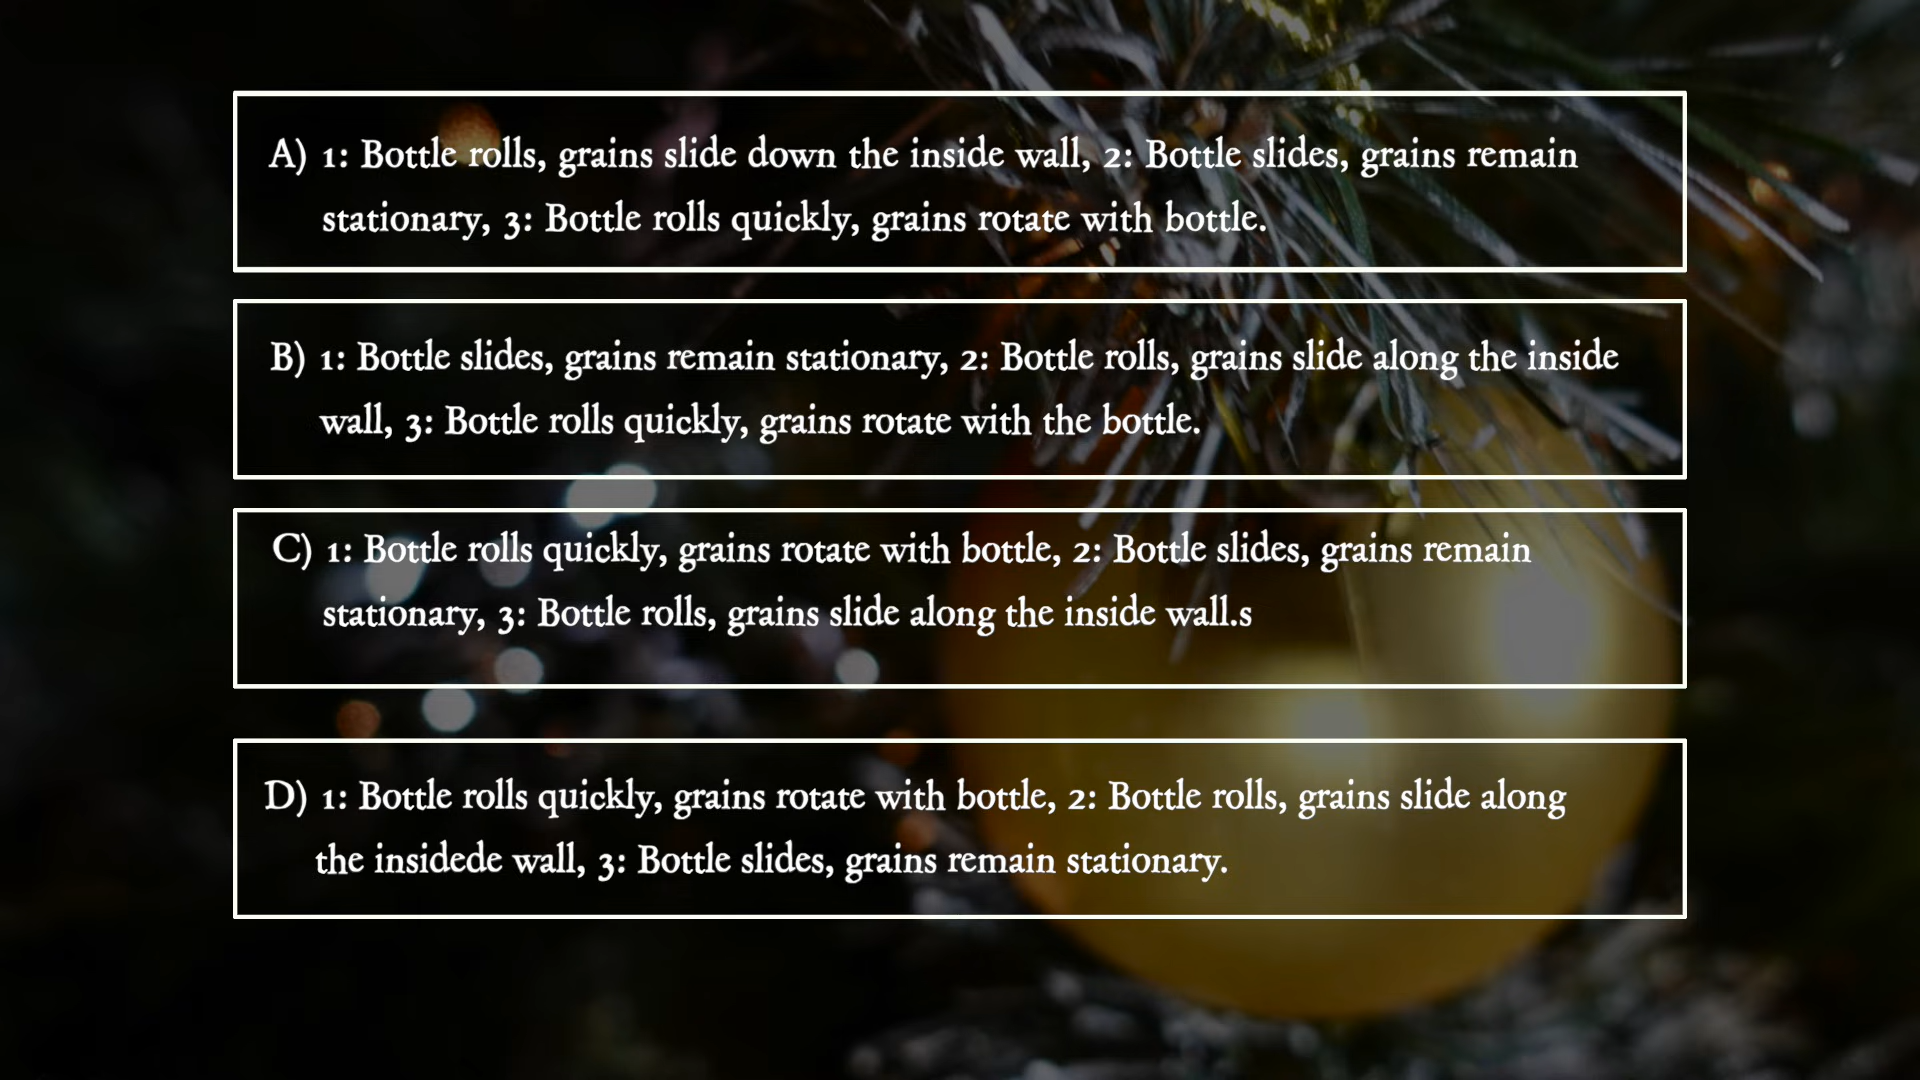 A) 1: Bottle rolls, grains slide down the inside wall, 2: Bottle slides, grains remain
stationary, 3: Bottle rolls quickly, grains rotate with bottle.
B) 1: Bottle slides, grains remain stationary, 2: Bottle rolls, grains slide along the inside
wall, 3: Bottle rolls quickly, grains rotate with the bottle.
C) 1: Bottle rolls quickly, grains rotate with bottle, 2: Bottle slides, grains remain
stationary, 3: Bottle rolls, grains slide along the inside wall.s
D) 1: Bottle rolls quickly, grains rotate with bottle, 2: Bottle rolls, grains slide along
the insidede wall, 3: Bottle slides, grains remain stationary.